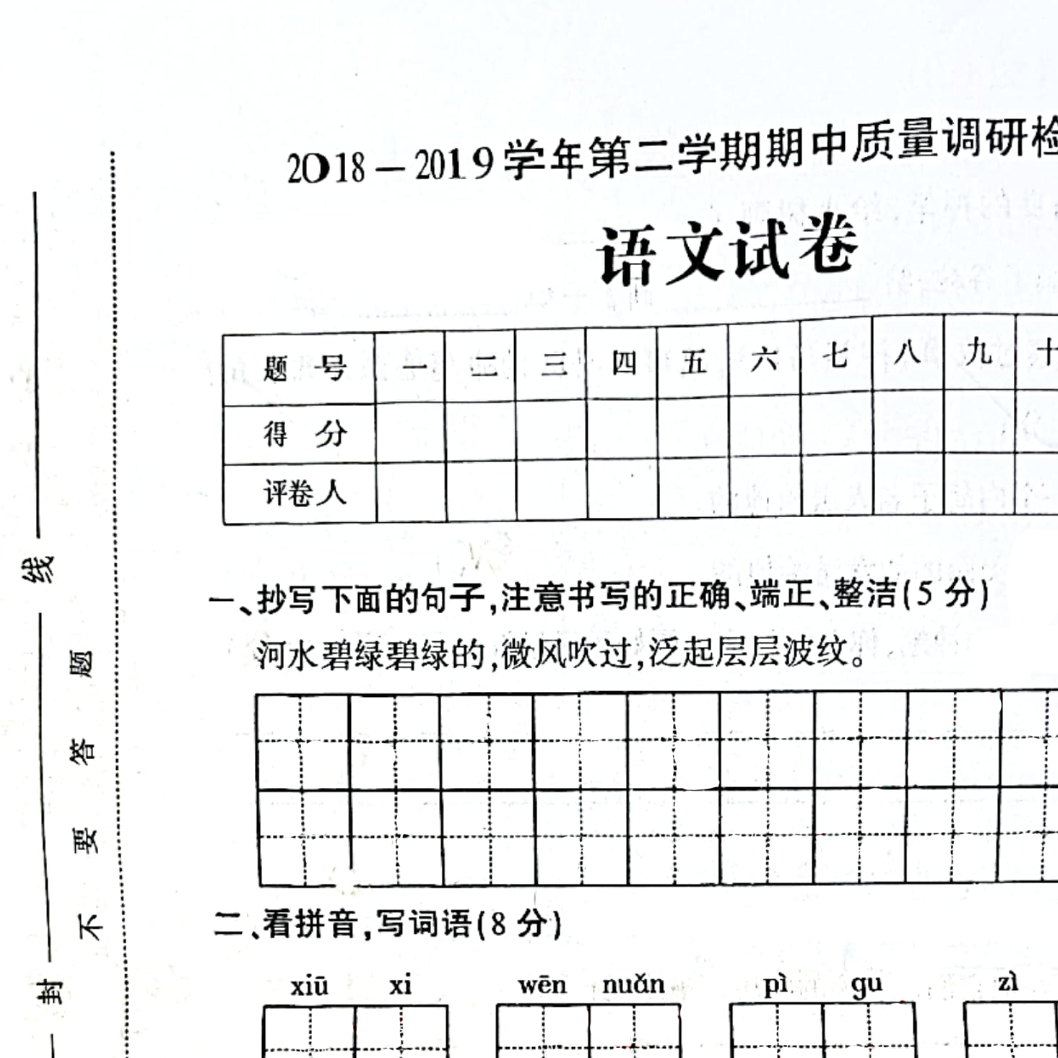 2018－2019学年第二学期期中质量调研检
语文试卷
题 号 一 二 三 四 五 六 七 八 九 十
得 分
评卷人
一、抄写下面的句子,注意书写的正确、端正、整洁(5分)
河水碧绿碧绿的,微风吹过,泛起层层波纹。
二、看拼音,写词语(8分)
xiū xi wēn nuǎn pì gu zì
线
封
题
答
要
不